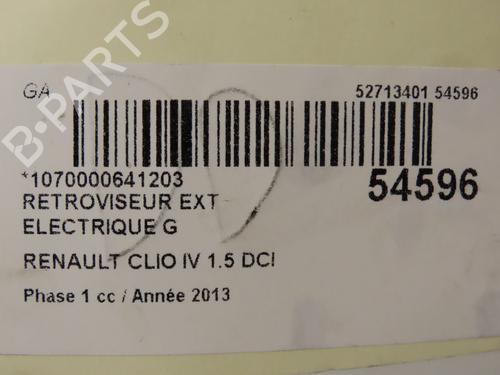 GA
52713401 54596
B-PARTS
*1070000641203
54596
RETROVISEUR EXT
ELECTRIQUE G
RENAULT CLIO IV 1.5 DCI
Phase 1 cc / Année 2013